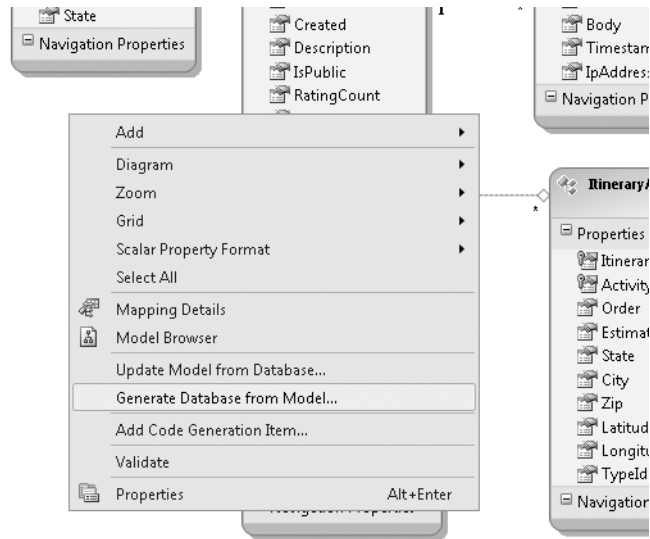 State
Navigation Properties
Created
Description
IsPublic
RatingCount
*
Body
Timestam
IpAddres
Navigation P
Add
Diagram
Zoom
Grid
Scalar Property Format
Select All
Mapping Details
Model Browser
Update Model from Database...
Generate Database from Model...
Add Code Generation Item...
Validate
Properties Alt+Enter
*
ItineraryA
Properties
Itinerar
Activity
Order
Estimat
State
City
Zip
Latitud
Longitu
TypeId
Navigation